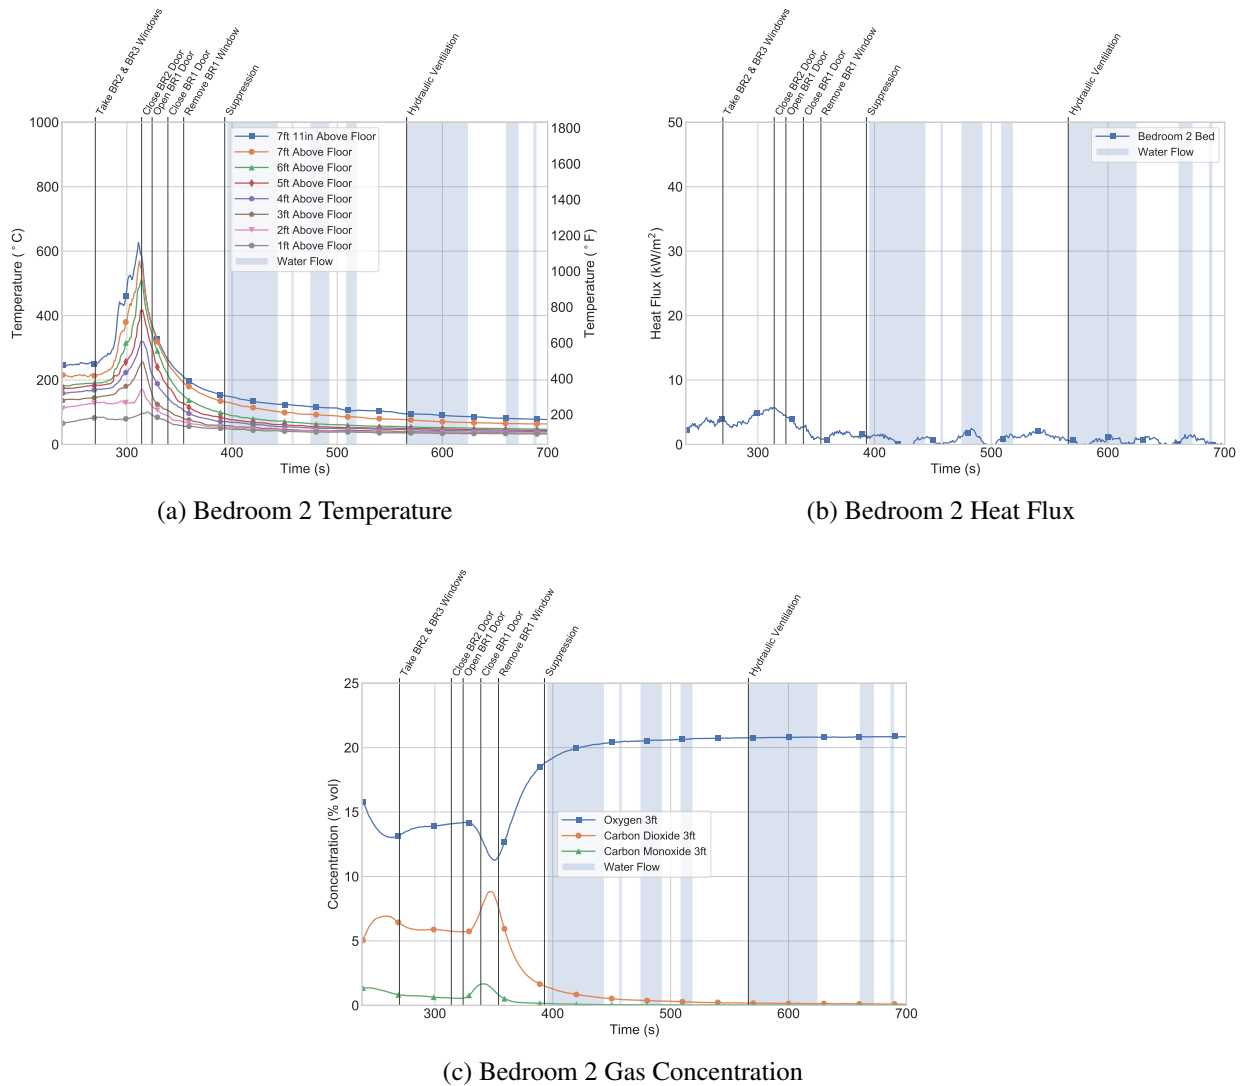 Take BR2 & BR3 Windows
Close BR2 Door
Open BR1 Door
Close BR1 Door
Remove BR1 Window
Suppression
Hydraulic Ventilation
1000
800
600
400
200
0
Temperature (°C)
1800
1600
1400
1200
1000
800
600
400
200
Temperature (°F)
7ft 11in Above Floor
7ft Above Floor
6ft Above Floor
5ft Above Floor
4ft Above Floor
3ft Above Floor
2ft Above Floor
1ft Above Floor
Water Flow
300 400 500 600 700
Time (s)
(a) Bedroom 2 Temperature
Take BR2 & BR3 Windows
Close BR2 Door
Open BR1 Door
Close BR1 Door
Remove BR1 Window
Suppression
Hydraulic Ventilation
50
40
30
20
10
0
Heat Flux (kW/m²)
Bedroom 2 Bed
Water Flow
300 400 500 600 700
Time (s)
(b) Bedroom 2 Heat Flux
Take BR2 & BR3 Windows
Close BR2 Door
Open BR1 Door
Close BR1 Door
Remove BR1 Window
Suppression
Hydraulic Ventilation
25
20
15
10
5
0
Concentration (% vol)
Oxygen 3ft
Carbon Dioxide 3ft
Carbon Monoxide 3ft
Water Flow
300 400 500 600 700
Time (s)
(c) Bedroom 2 Gas Concentration